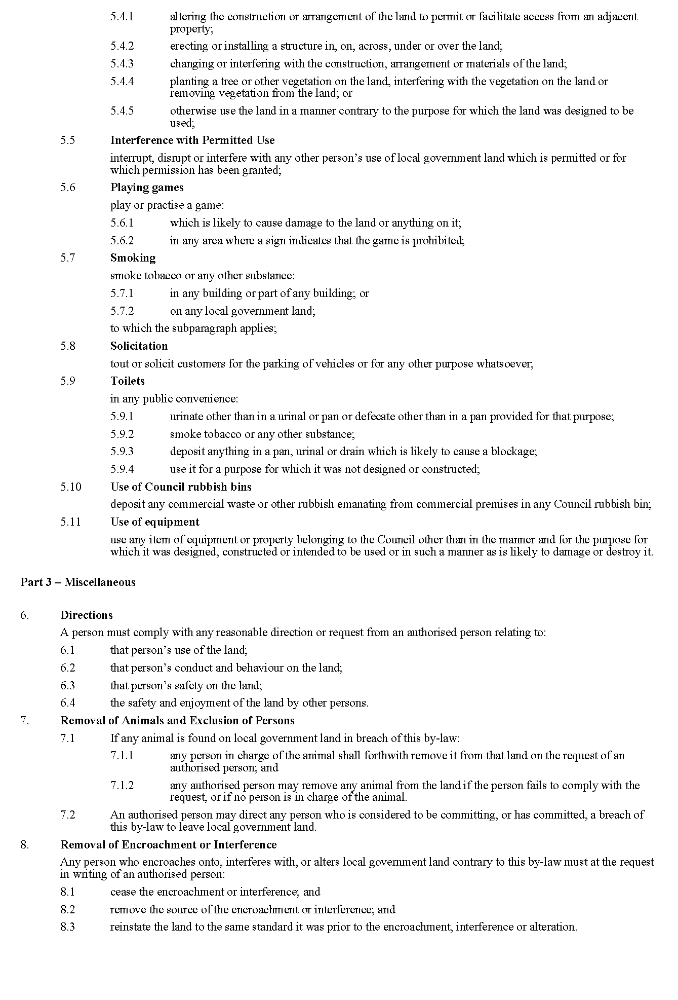 5.4.1 altering the construction or arrangement of the land to permit or facilitate access from an adjacent
property;
5.4.2 erecting or installing a structure in, on, across, under or over the land;
5.4.3 changing or interfering with the construction, arrangement or materials of the land;
5.4.4 planting a tree or other vegetation on the land, interfering with the vegetation on the land or
removing vegetation from the land; or
5.4.5 otherwise use the land in a manner contrary to the purpose for which the land was designed to be
used;
5.5 Interference with Permitted Use
interrupt, disrupt or interfere with any other person’s use of local government land which is permitted or for
which permission has been granted;
5.6 Playing games
play or practise a game:
5.6.1 which is likely to cause damage to the land or anything on it;
5.6.2 in any area where a sign indicates that the game is prohibited;
5.7 Smoking
smoke tobacco or any other substance:
5.7.1 in any building or part of any building; or
5.7.2 on any local government land;
to which the subparagraph applies;
5.8 Solicitation
tout or solicit customers for the parking of vehicles or for any other purpose whatsoever;
5.9 Toilets
in any public convenience:
5.9.1 urinate other than in a urinal or pan or defecate other than in a pan provided for that purpose;
5.9.2 smoke tobacco or any other substance;
5.9.3 deposit anything in a pan, urinal or drain which is likely to cause a blockage;
5.9.4 use it for a purpose for which it was not designed or constructed;
5.10 Use of Council rubbish bins
deposit any commercial waste or other rubbish emanating from commercial premises in any Council rubbish bin;
5.11 Use of equipment
use any item of equipment or property belonging to the Council other than in the manner and for the purpose for
which it was designed, constructed or intended to be used or in such a manner as is likely to damage or destroy it.
Part 3 – Miscellaneous
6. Directions
A person must comply with any reasonable direction or request from an authorised person relating to:
6.1 that person’s use of the land;
6.2 that person’s conduct and behaviour on the land;
6.3 that person’s safety on the land;
6.4 the safety and enjoyment of the land by other persons.
7. Removal of Animals and Exclusion of Persons
7.1 If any animal is found on local government land in breach of this by-law:
7.1.1 any person in charge of the animal shall forthwith remove it from that land on the request of an
authorised person; and
7.1.2 any authorised person may remove any animal from the land if the person fails to comply with the
request, or if no person is in charge of the animal.
7.2 An authorised person may direct any person who is considered to be committing, or has committed, a breach of
this by-law to leave local government land.
8. Removal of Encroachment or Interference
Any person who encroaches onto, interferes with, or alters local government land contrary to this by-law must at the request
in writing of an authorised person:
8.1 cease the encroachment or interference; and
8.2 remove the source of the encroachment or interference; and
8.3 reinstate the land to the same standard it was prior to the encroachment, interference or alteration.